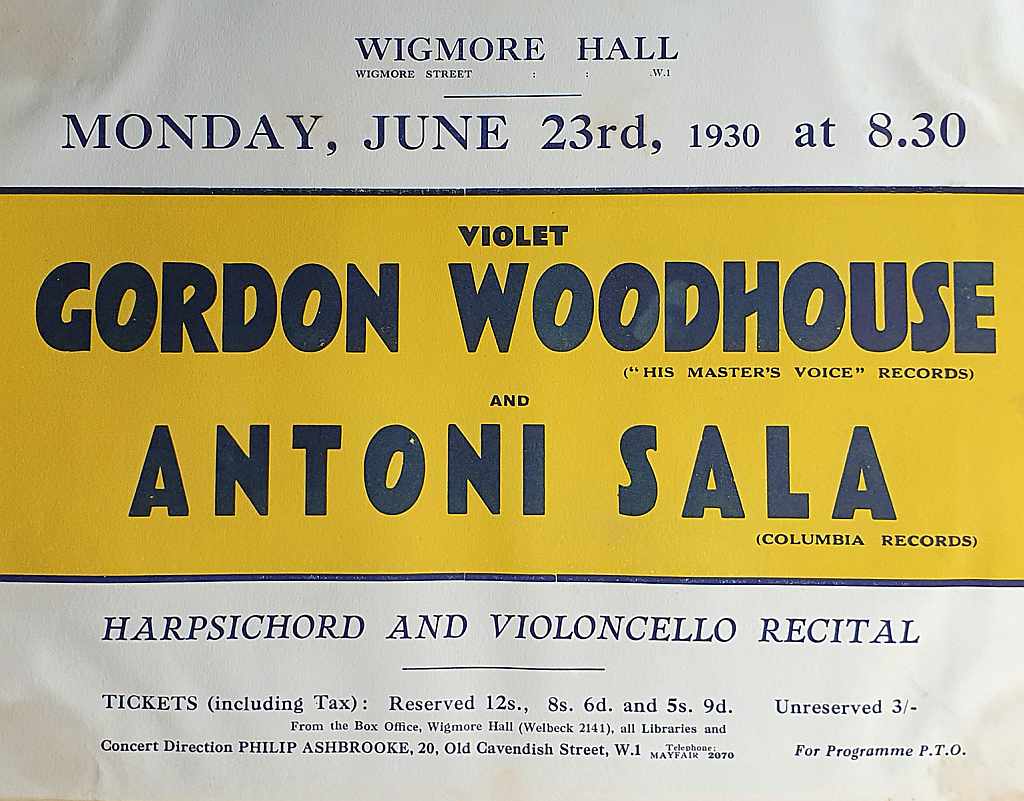 WIGMORE HALL
WIGMORE STREET : : W.1
MONDAY, JUNE 23rd, 1930 at 8.30
VIOLET
GORDON WOODHOUSE
("HIS MASTER'S VOICE" RECORDS)
AND
ANTONI SALA
(COLUMBIA RECORDS)
HARPSICHORD AND VIOLONCELLO RECITAL
TICKETS (including Tax): Reserved 12s., 8s. 6d. and 5s. 9d. Unreserved 3/-
From the Box Office, Wigmore Hall (Welbeck 2141), all Libraries and
Concert Direction PHILIP ASHBROOKE, 20, Old Cavendish Street, W.1 Telephone: MAYFAIR 2070
For Programme P.T.O.